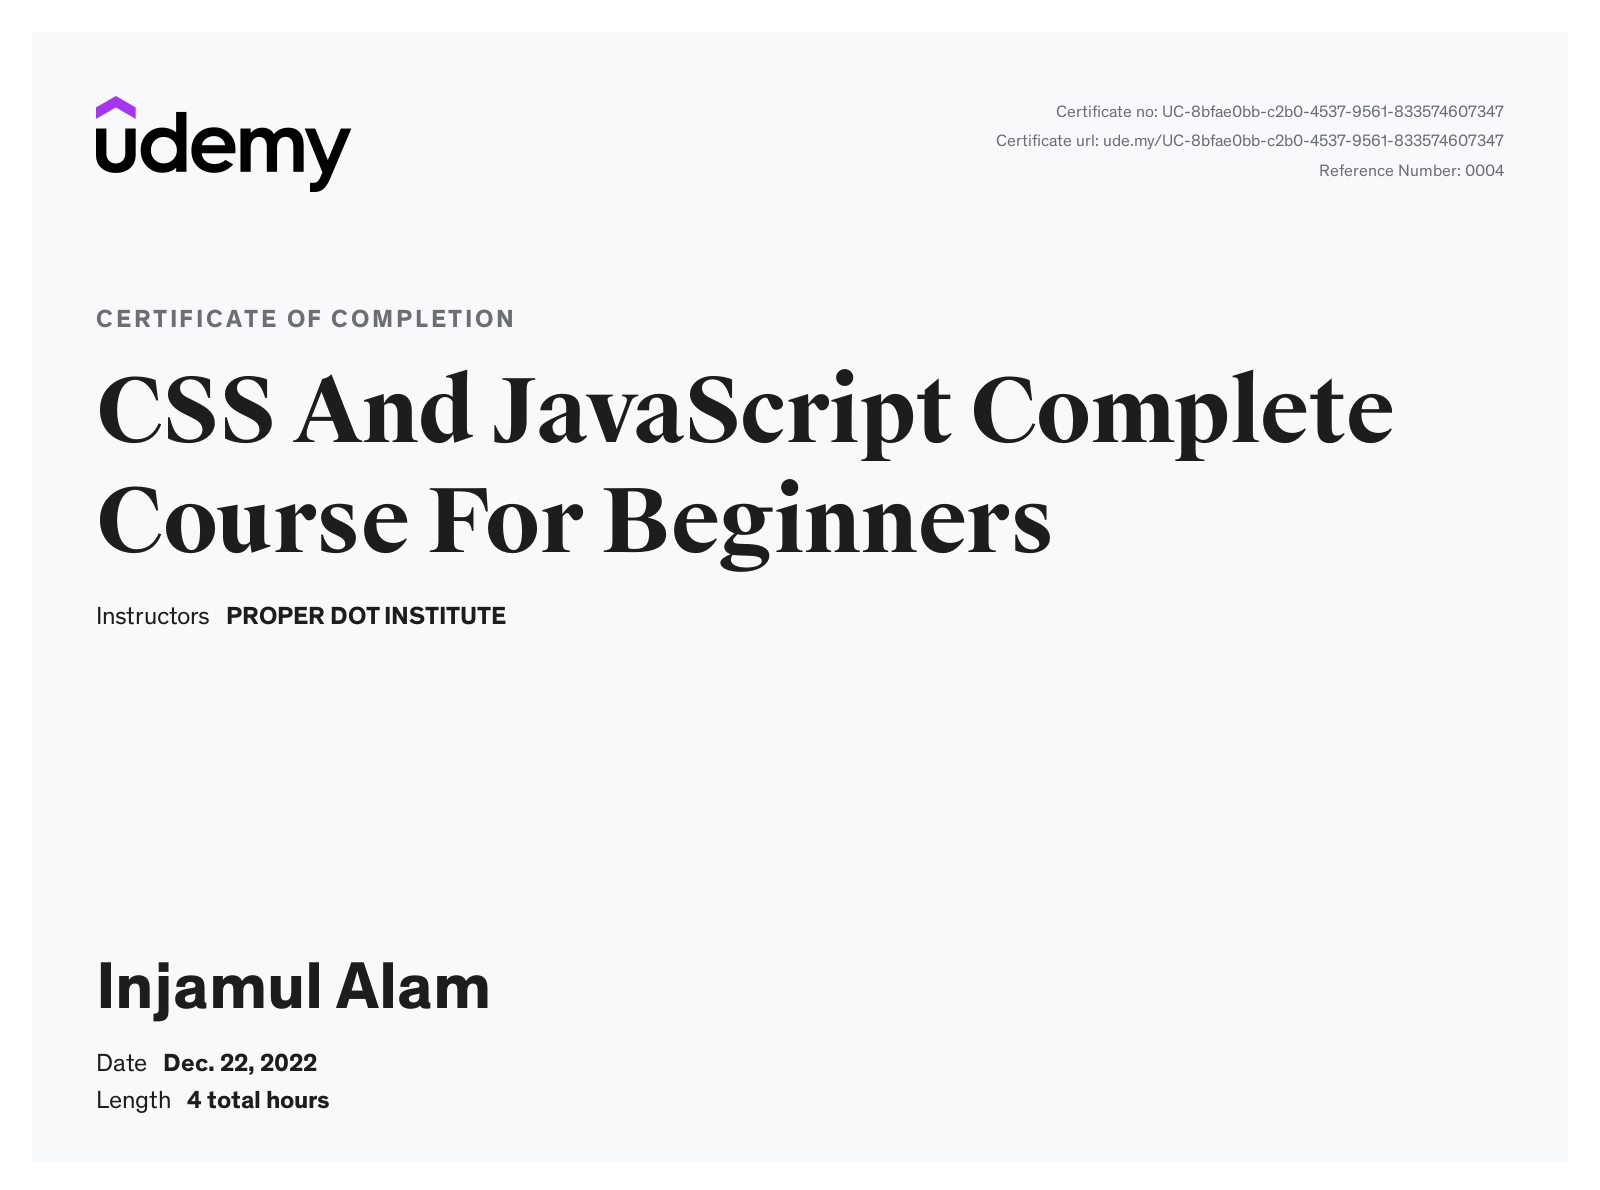 udemy
Certificate no: UC-8bfae0bb-c2b0-4537-9561-833574607347
Certificate url: ude.my/UC-8bfae0bb-c2b0-4537-9561-833574607347
Reference Number: 0004
CERTIFICATE OF COMPLETION
CSS And JavaScript Complete
Course For Beginners
Instructors PROPER DOT INSTITUTE
Injamul Alam
Date Dec. 22, 2022
Length 4 total hours